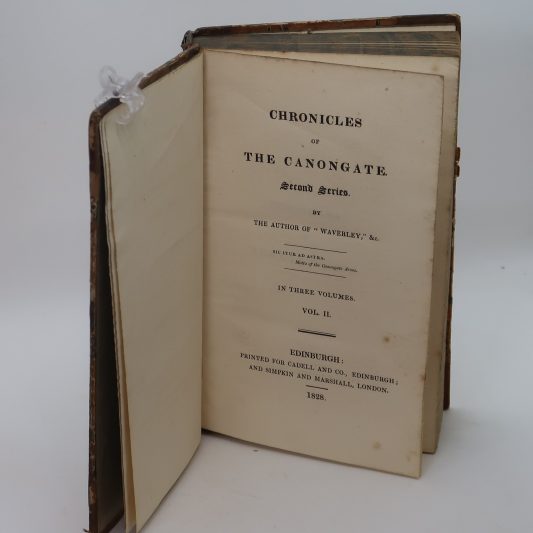 CHRONICLES
OF
THE CANONGATE.
Second Series.
BY
THE AUTHOR OF “ WAVERLEY,” &c.
SIC ITUR AD ASTRA.
Motto of the Canongate Arms.
IN THREE VOLUMES.
VOL. II.
EDINBURGH:
PRINTED FOR CADELL AND CO., EDINBURGH;
AND SIMPKIN AND MARSHALL, LONDON.
1828.